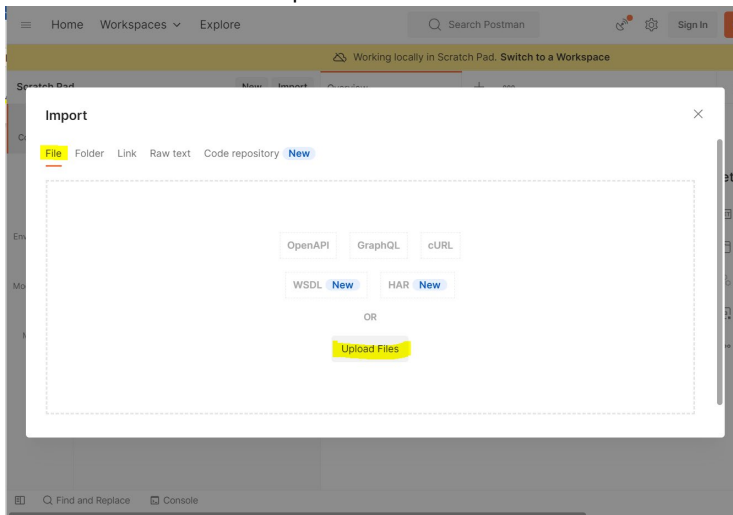 Home Workspaces Explore Search Postman Sign In
Working locally in Scratch Pad. Switch to a Workspace
Scratch Pad New Import Overview
Import
File Folder Link Raw text Code repository New
OpenAPI GraphQL cURL
WSDL New HAR New
OR
Upload Files
Find and Replace Console